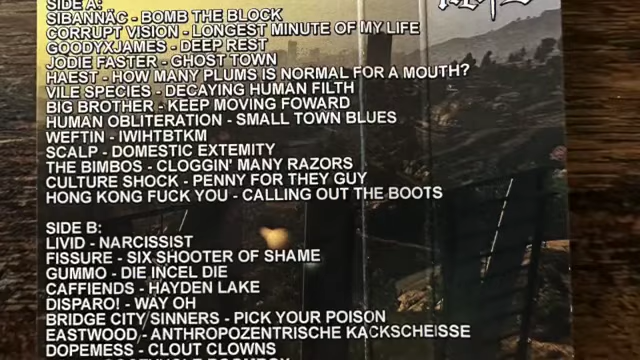 SIDE A:
SIBANNÄC - BOMB THE BLOCK
CORRUPT VISION - LONGEST MINUTE OF MY LIFE
GOODYXJAMES - DEEP REST
JODIE FASTER - GHOST TOWN
HAEST - HOW MANY PLUMS IS NORMAL FOR A MOUTH?
VILE SPECIES - DECAYING HUMAN FILTH
BIG BROTHER - KEEP MOVING FOWARD
HUMAN OBLITERATION - SMALL TOWN BLUES
WEFTIN - IWIHTBTKM
SCALP - DOMESTIC EXTEMITY
THE BIMBOS - CLOGGIN' MANY RAZORS
CULTURE SHOCK - PENNY FOR THEY GUY
HONG KONG FUCK YOU - CALLING OUT THE BOOTS
SIDE B:
LIVID - NARCISSIST
FISSURE - SIX SHOOTER OF SHAME
GUMMO - DIE INCEL DIE
CAFFIENDS - HAYDEN LAKE
DISPARO! - WAY OH
BRIDGE CITY SINNERS - PICK YOUR POISON
EASTWOOD - ANTHROPOZENTRISCHE KACKSCHEISSE
DOPEMESS - CLOUT CLOWNS